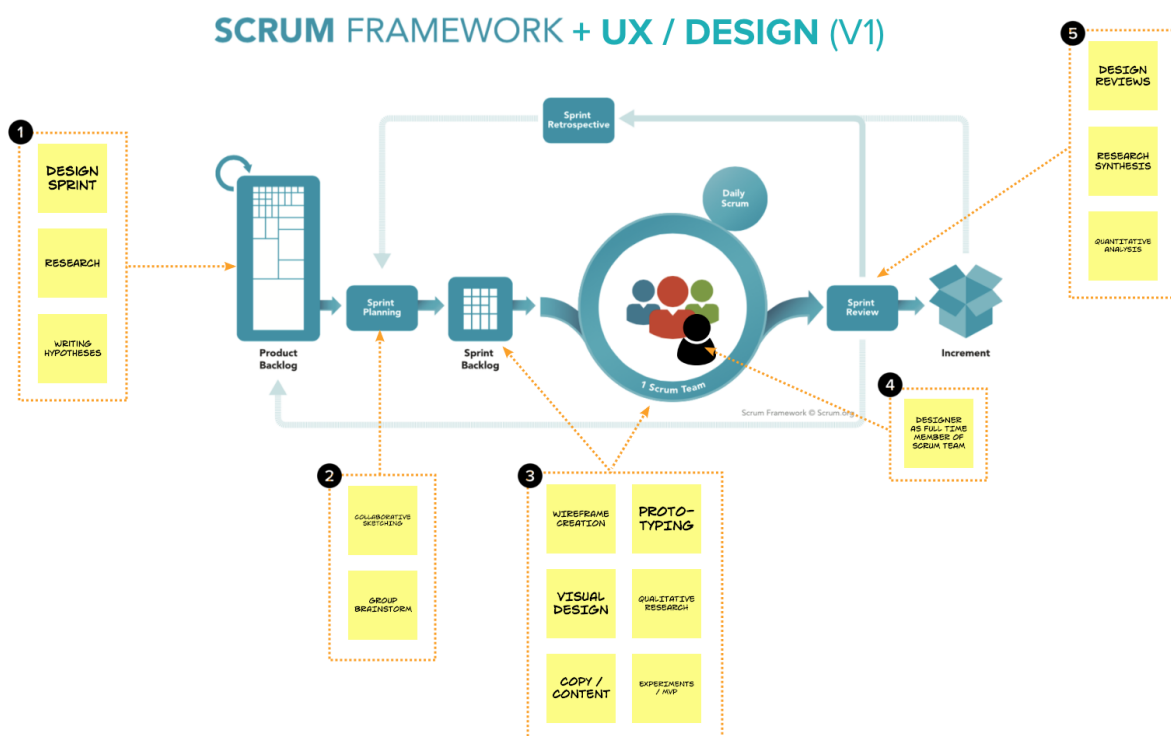 SCRUM FRAMEWORK + UX / DESIGN (V1)
1
DESIGN
SPRINT
RESEARCH
WRITING
HYPOTHESES
Sprint
Retrospective
Daily
Scrum
Sprint
Planning
Sprint
Review
Product
Backlog
Sprint
Backlog
1 Scrum Team
Increment
Scrum Framework © Scrum.org
2
COLLABORATIVE
SKETCHING
GROUP
BRAINSTORM
3
WIREFRAME
CREATION
PROTO-
TYPING
VISUAL
DESIGN
QUALITATIVE
RESEARCH
COPY /
CONTENT
EXPERIMENTS
/ MVP
4
DESIGNER
AS FULL TIME
MEMBER OF
SCRUM TEAM
5
DESIGN
REVIEWS
RESEARCH
SYNTHESIS
QUANTITATIVE
ANALYSIS